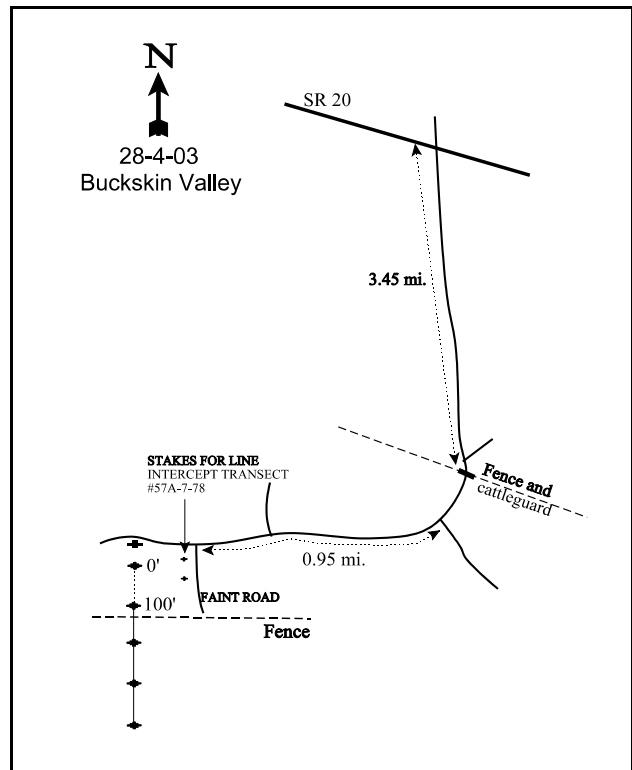 N
28-4-03
Buckskin Valley
SR 20
3.45 mi.
STAKES FOR LINE
INTERCEPT TRANSECT
#57A-7-78
Fence and
cattleguard
0.95 mi.
0'
100'
FAINT ROAD
Fence